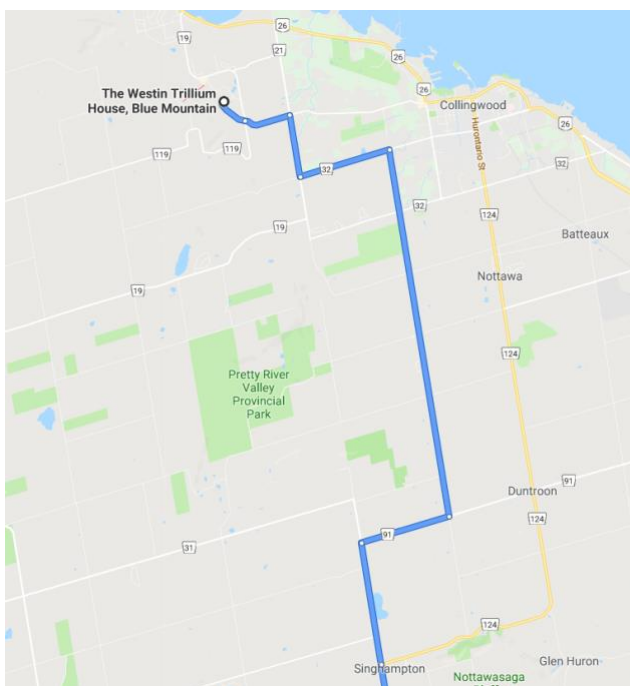 26
19
21
26
The Westin Trillium
House, Blue Mountain
Collingwood
26
Hurontario St
119
119
32
32
32
124
Batteaux
19
Nottawa
19
124
Pretty River
Valley
Provincial
Park
91
Duntroon
124
91
31
124
Singhampton
Glen Huron
Nottawasaga